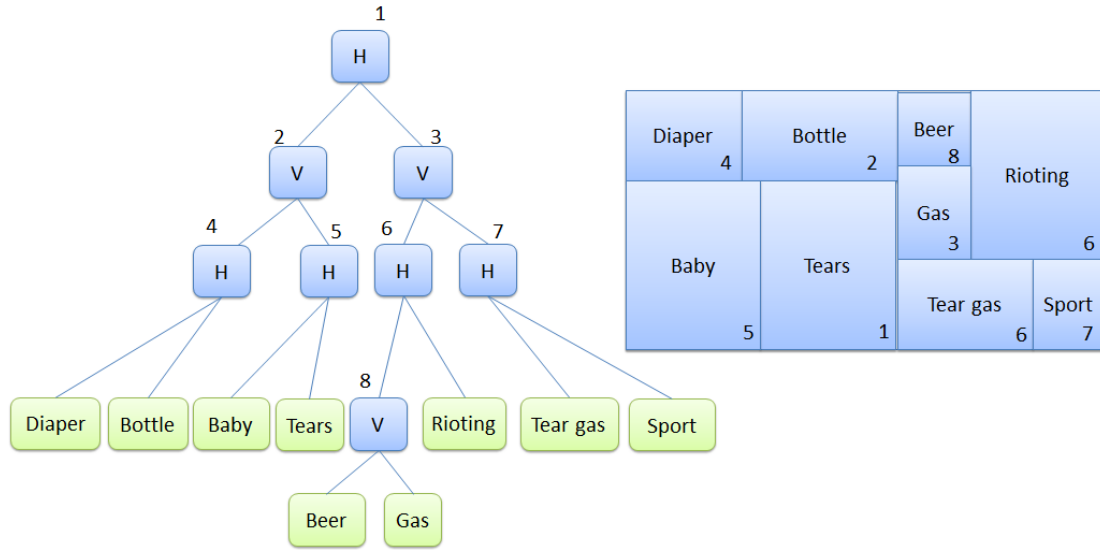 1
H
2
3
V
V
4
5
6
7
H
H
H
H
8
Diaper
Bottle
Baby
Tears
V
Rioting
Tear gas
Sport
Beer
Gas
Diaper
4
Bottle
2
Beer
8
Rioting
6
Gas
3
Baby
5
Tears
1
Tear gas
6
Sport
7